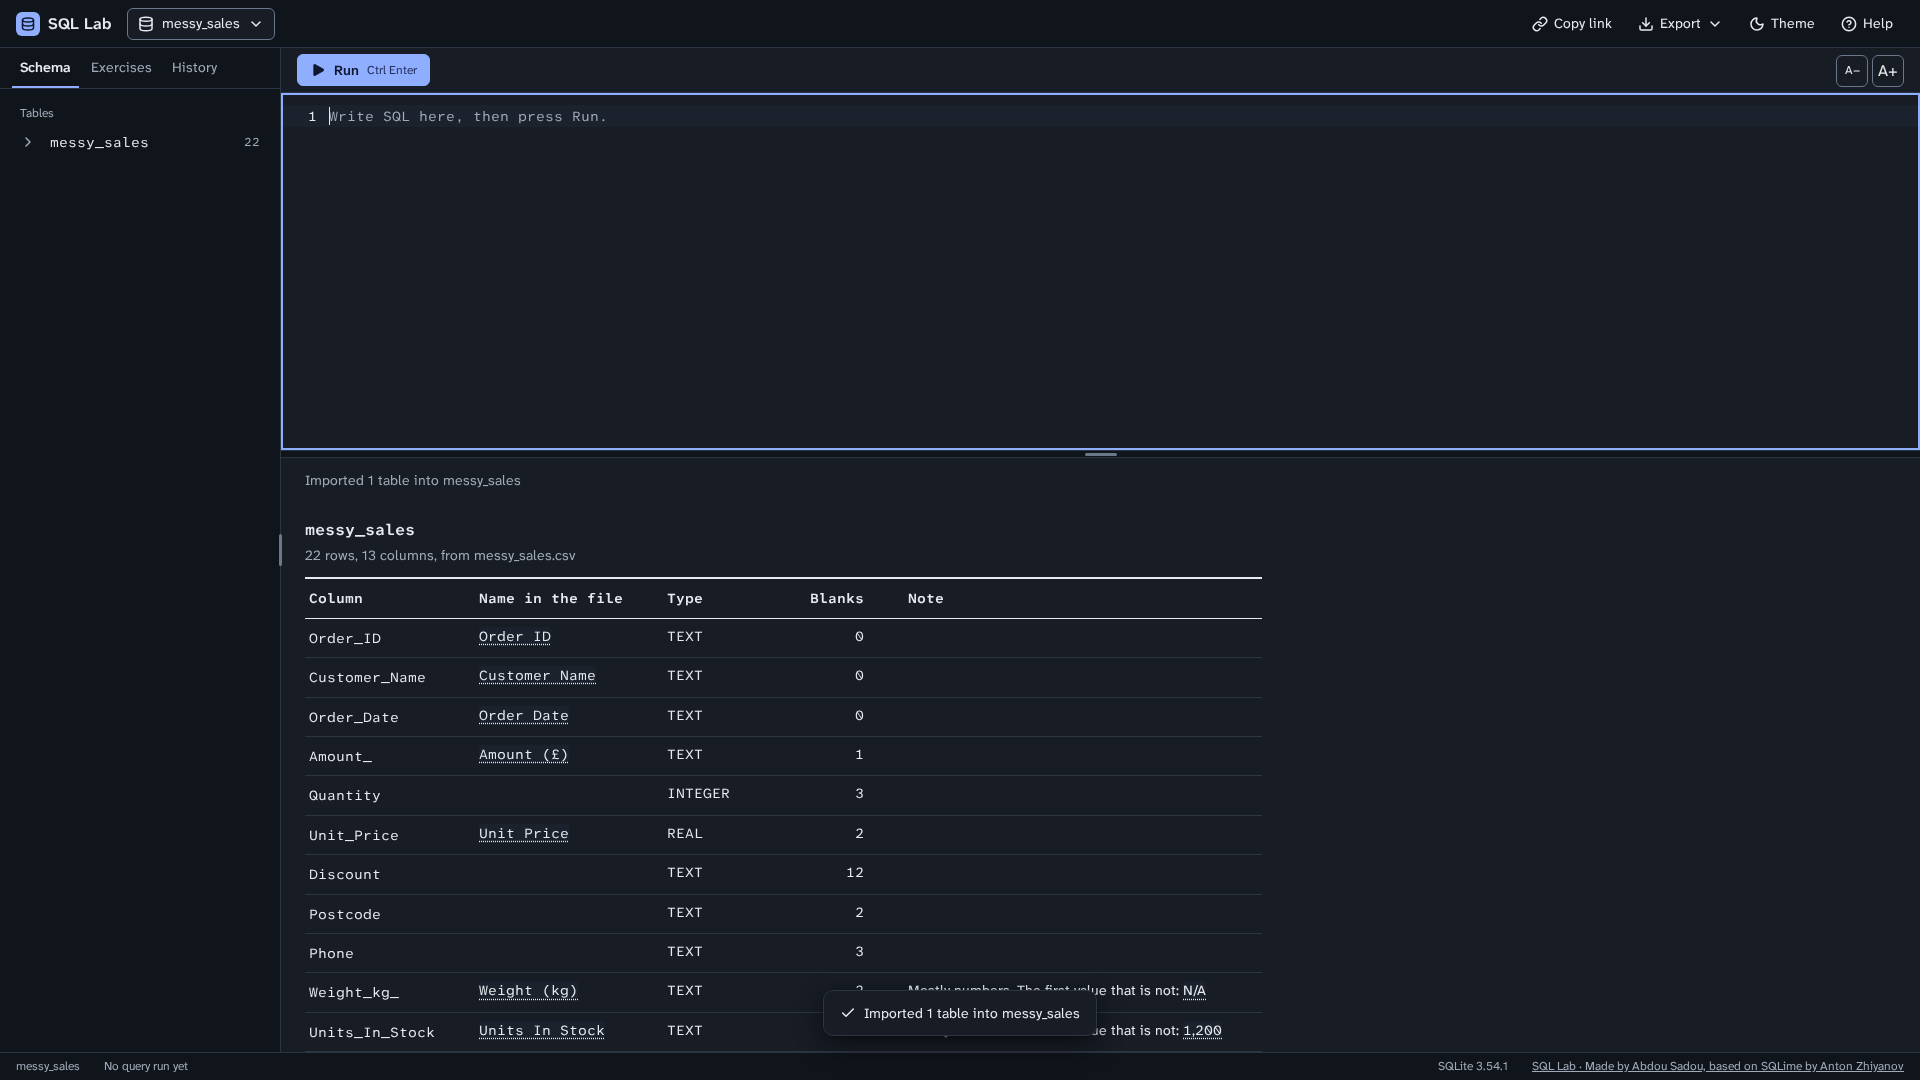 SQL Lab
messy_sales
Copy link
Export
Theme
Help
Schema
Exercises
History
Run Ctrl Enter
A−
A+
Tables
messy_sales 22
1 Write SQL here, then press Run.
Imported 1 table into messy_sales
messy_sales
22 rows, 13 columns, from messy_sales.csv
Column Name in the file Type Blanks Note
Order_ID Order ID TEXT 0
Customer_Name Customer Name TEXT 0
Order_Date Order Date TEXT 0
Amount_ Amount (£) TEXT 1
Quantity INTEGER 3
Unit_Price Unit Price REAL 2
Discount TEXT 12
Postcode TEXT 2
Phone TEXT 3
Weight_kg_ Weight (kg) TEXT that is not: N/A
Units_In_Stock Units In Stock TEXT that is not: 1,200
Imported 1 table into messy_sales
messy_sales
No query run yet
SQLite 3.54.1
SQL Lab · Made by Abdou Sadou, based on SQLime by Anton Zhiyanov